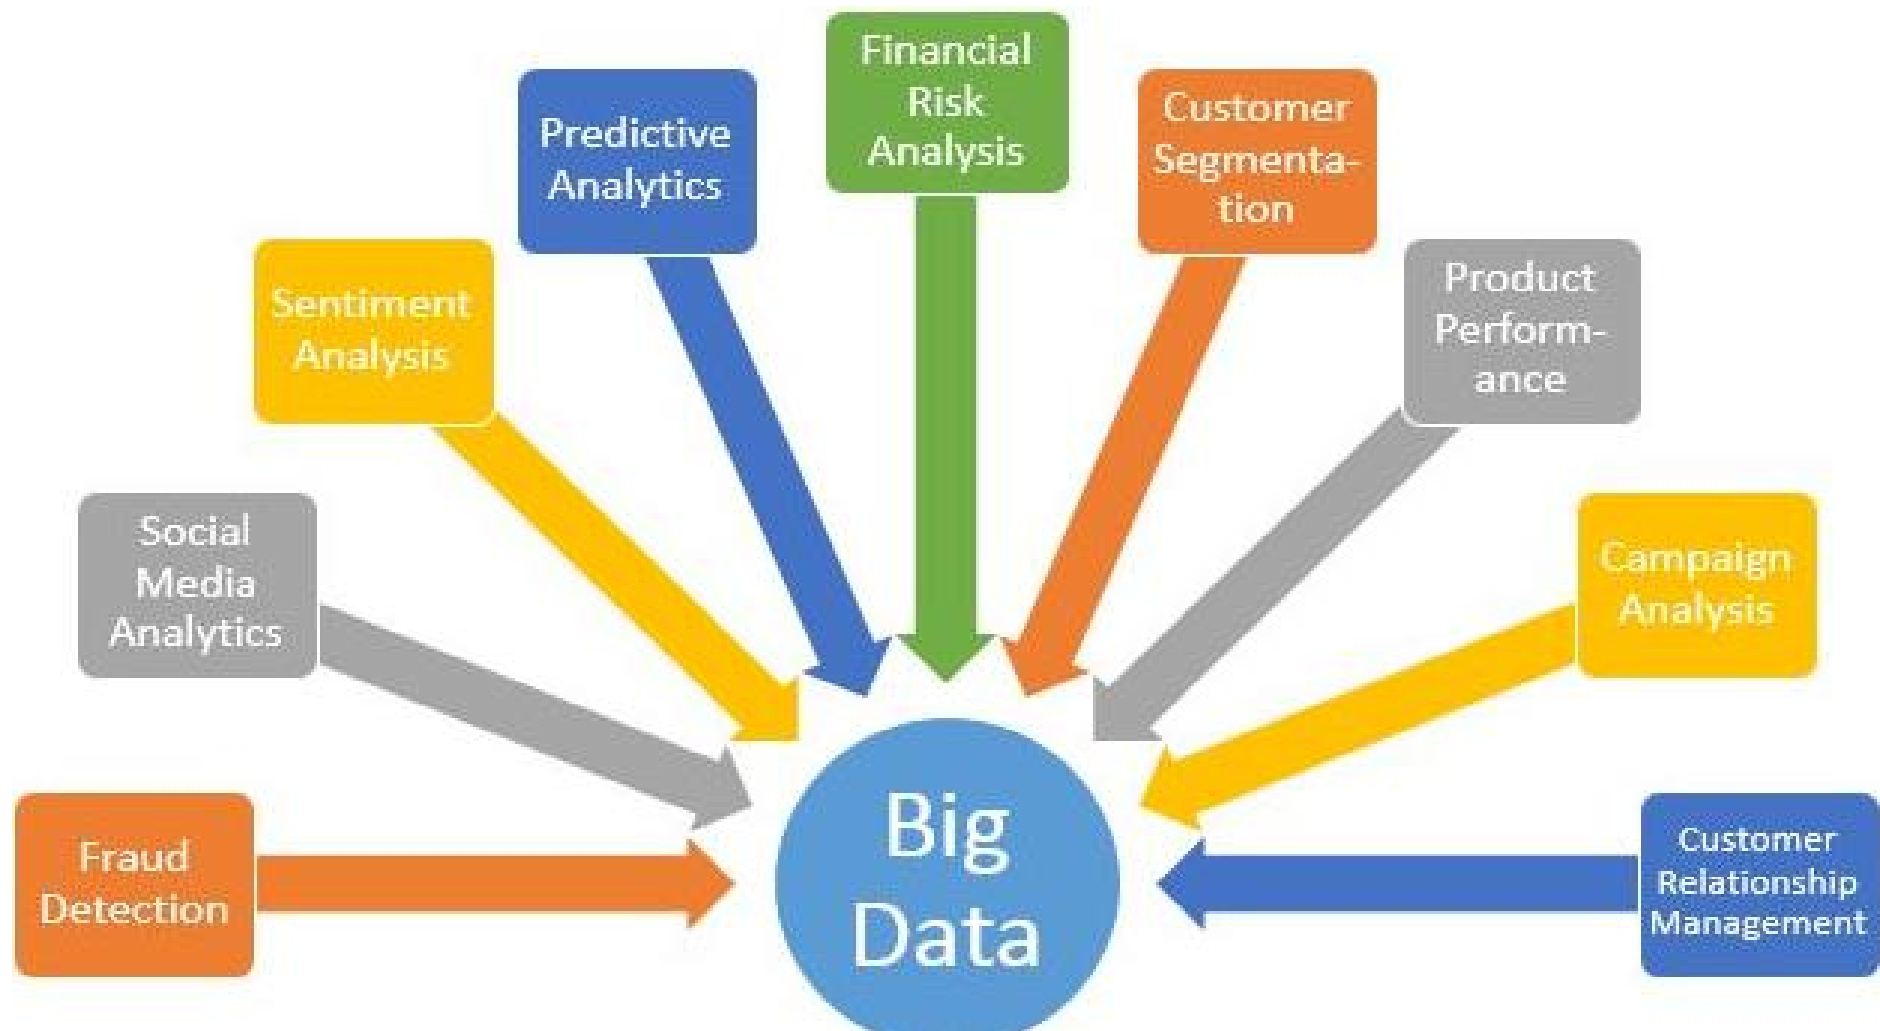 Financial
Risk
Analysis
Predictive
Analytics
Customer
Segmenta-
tion
Sentiment
Analysis
Product
Perform-
ance
Social
Media
Analytics
Campaign
Analysis
Fraud
Detection
Big
Data
Customer
Relationship
Management